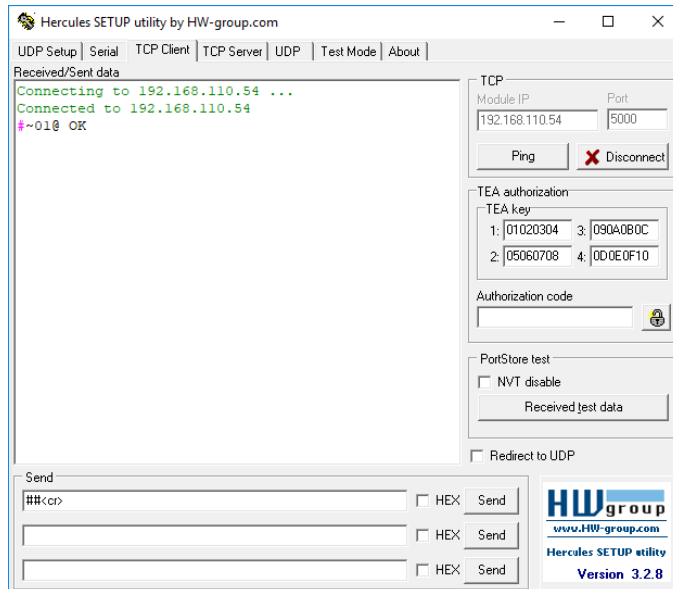 Hercules SETUP utility by HW-group.com
UDP Setup Serial TCP Client TCP Server UDP Test Mode About
Received/Sent data
Connecting to 192.168.110.54 ...
Connected to 192.168.110.54
#~01@ OK
TCP
Module IP Port
192.168.110.54 5000
Ping Disconnect
TEA authorization
TEA key
1: 01020304 3: 090A0B0C
2: 05060708 4: 0D0E0F10
Authorization code
PortStore test
NVT disable
Received test data
Redirect to UDP
Send
##<cr> HEX Send
HEX Send
HEX Send
HW group
www.HW-group.com
Hercules SETUP utility
Version 3.2.8